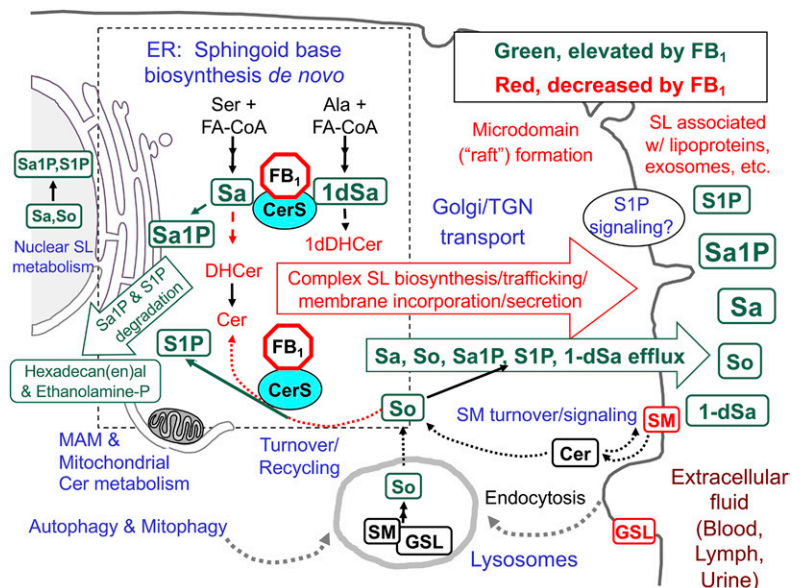 ER: Sphingoid base
biosynthesis de novo
Green, elevated by FB1
Red, decreased by FB1
Ser +
FA-CoA
Ala +
FA-CoA
Microdomain
("raft") formation
SL associated
w/ lipoproteins,
exosomes, etc.
Sa1P,S1P
Sa,So
Nuclear SL
metabolism
FB1
Sa
CerS
1dSa
Sa1P
1dDHCer
Golgi/TGN
transport
S1P
signaling?
S1P
Sa1P
Sa
So
1-dSa
DHCer
Cer
Complex SL biosynthesis/trafficking/
membrane incorporation/secretion
Sa1P & S1P
degradation
Hexadecan(en)al
& Ethanolamine-P
S1P
FB1
CerS
Sa, So, Sa1P, S1P, 1-dSa efflux
So
SM turnover/signaling
SM
Cer
MAM &
Mitochondrial
Cer metabolism
Turnover/
Recycling
Autophagy & Mitophagy
So
SM
GSL
Endocytosis
Lysosomes
GSL
Extracellular
fluid
(Blood,
Lymph,
Urine)